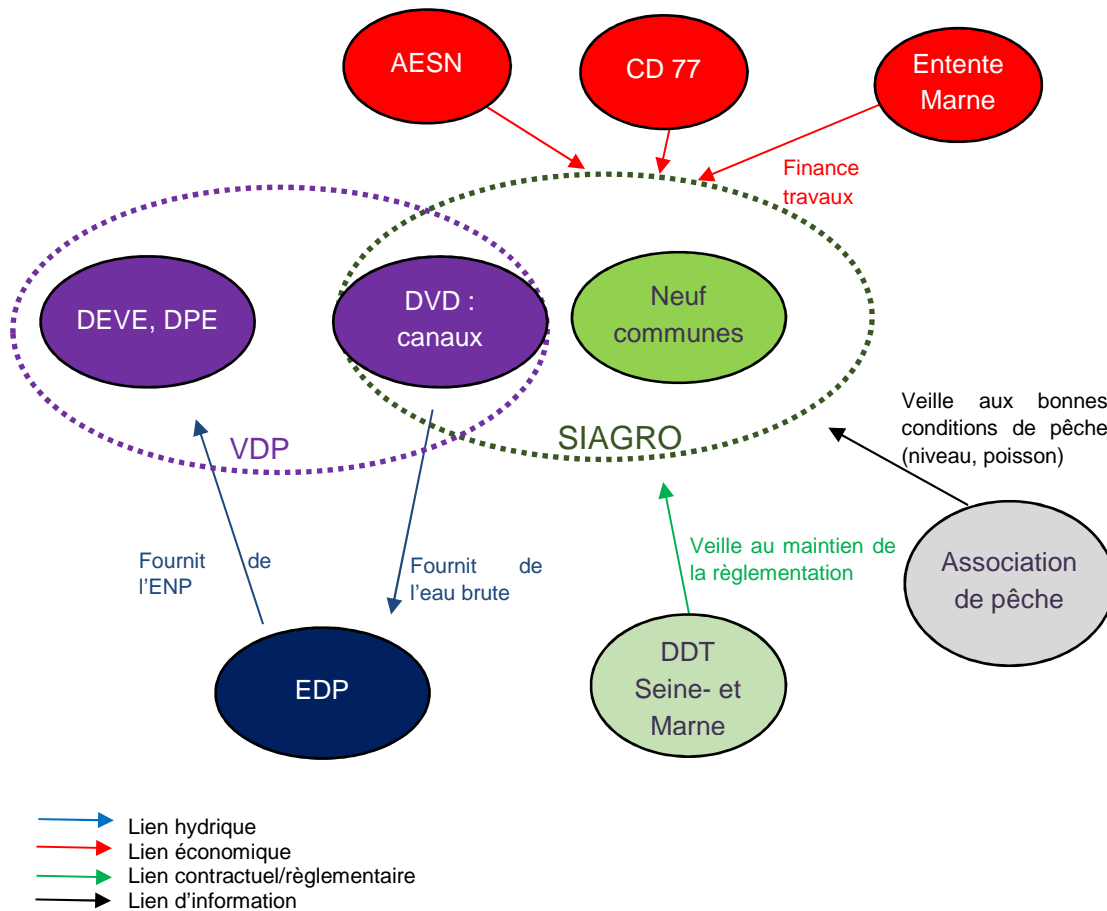 AESN
CD 77
Entente
Marne
Finance
travaux
DEVE, DPE
DVD :
canaux
Neuf
communes
VDP
SIAGRO
Veille aux bonnes
conditions de pêche
(niveau, poisson)
Fournit de
l’ENP
Fournit de
l’eau brute
Veille au maintien de
la règlementation
Association
de pêche
EDP
DDT
Seine- et
Marne
Lien hydrique
Lien économique
Lien contractuel/règlementaire
Lien d’information